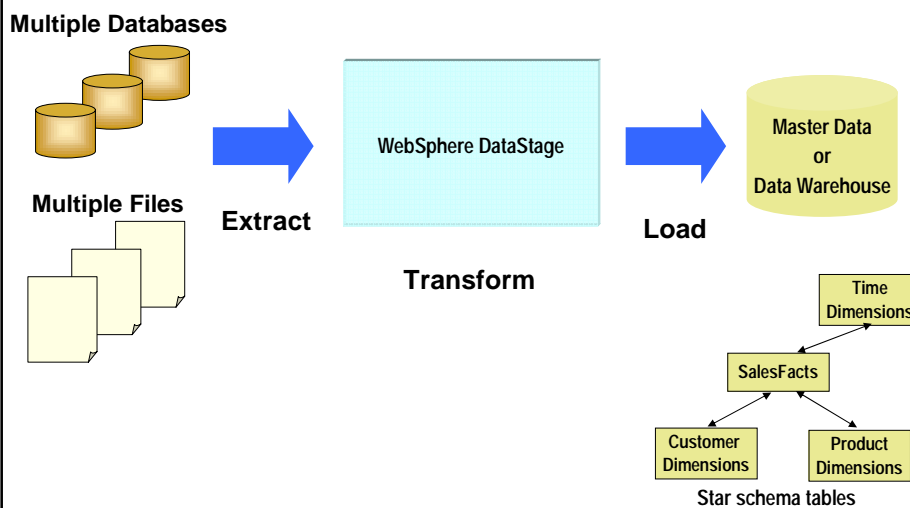 Multiple Databases
Multiple Files
Extract
WebSphere DataStage
Transform
Load
Master Data
or
Data Warehouse
Time
Dimensions
SalesFacts
Customer
Dimensions
Product
Dimensions
Star schema tables